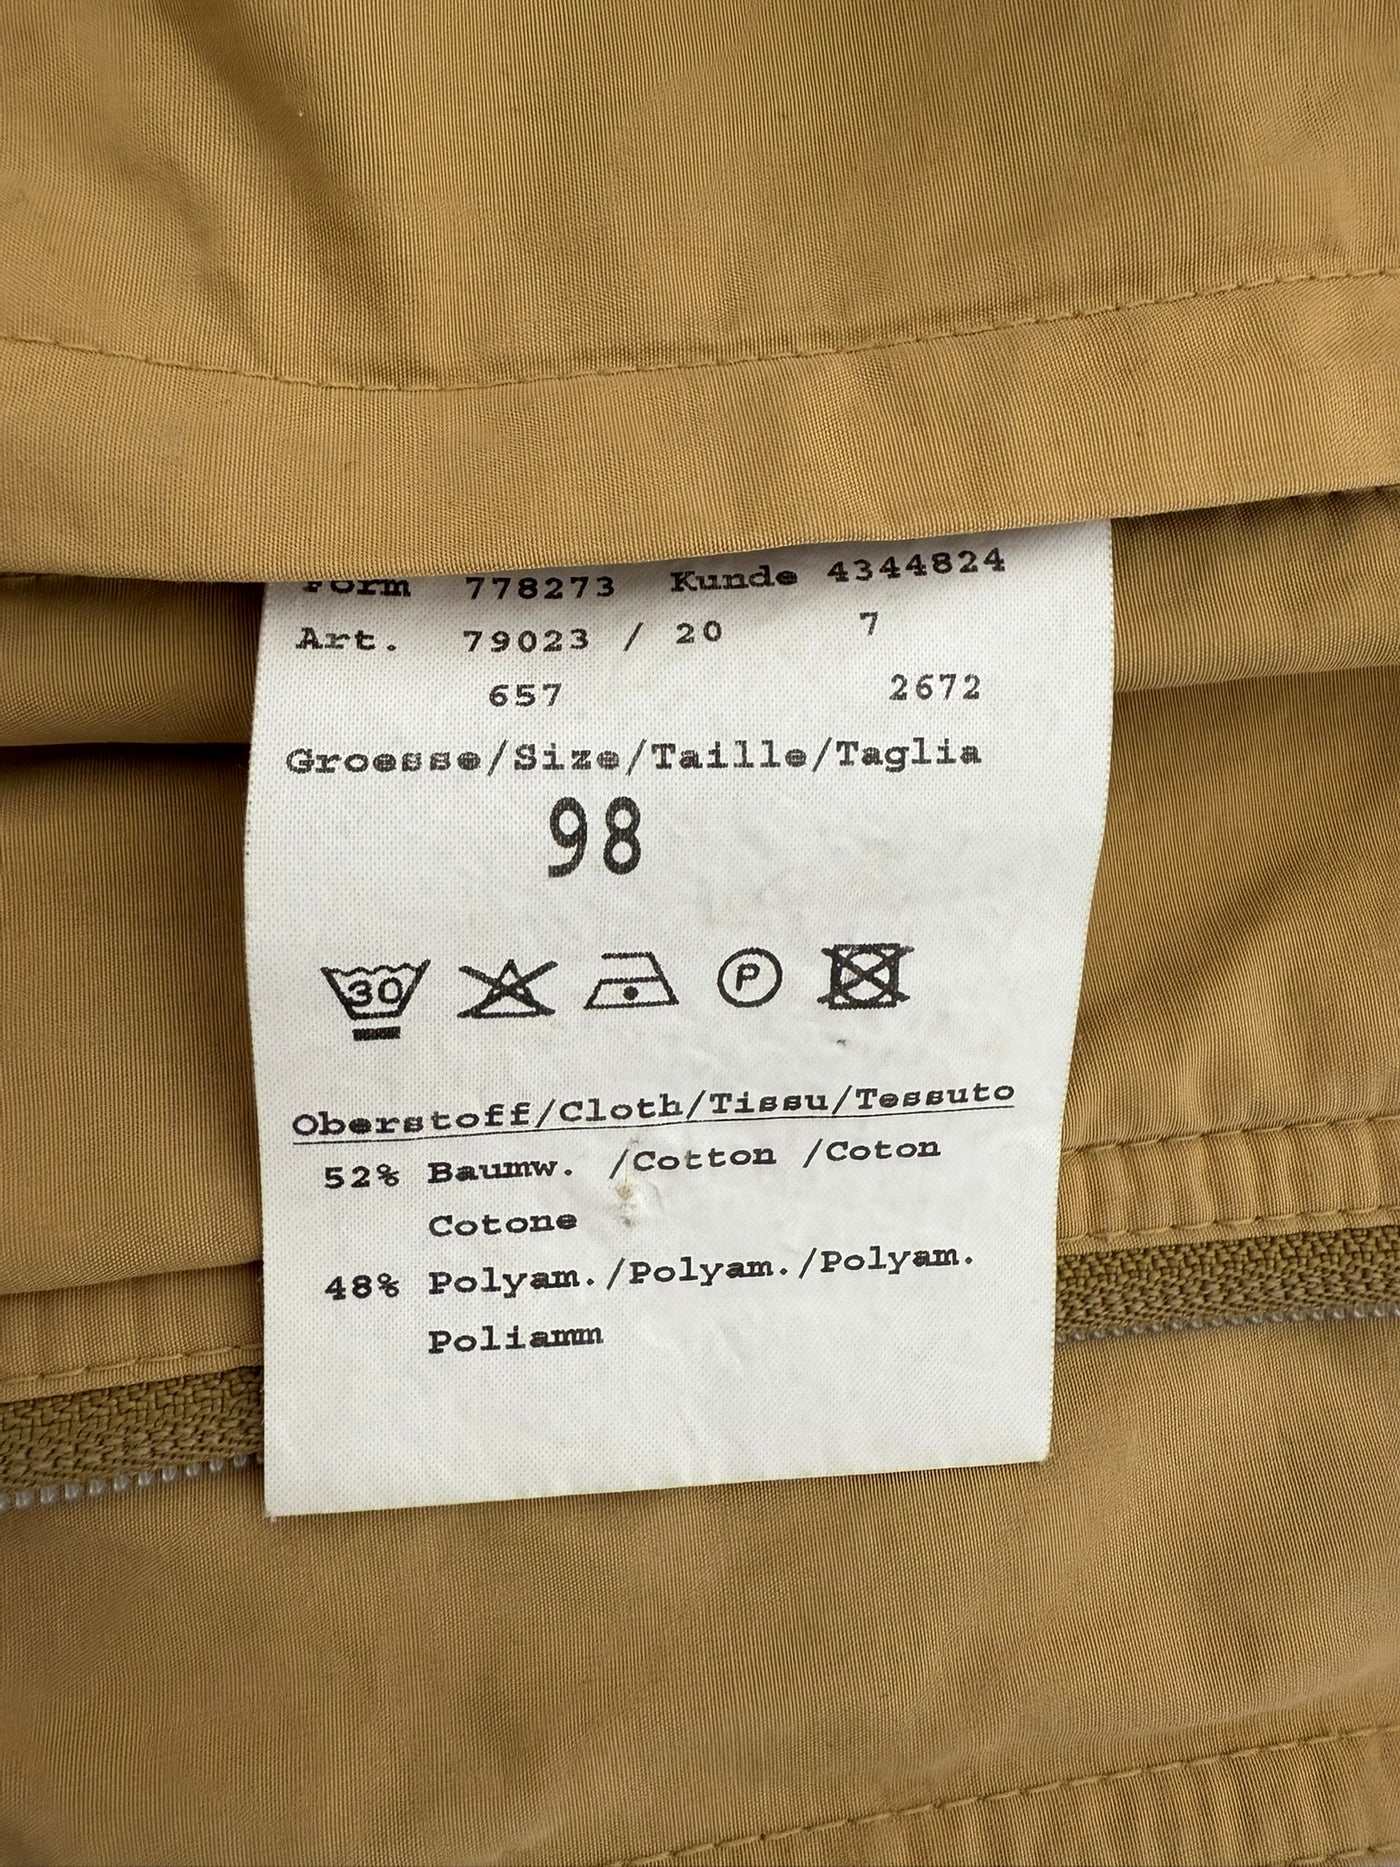 Form 778273 Kunde 4344824
Art. 79023 / 20 7
657 2672
Groesse/Size/Taille/Taglia
98
30 P
Oberstoff/Cloth/Tissu/Tessuto
52% Baumw. /Cotton /Coton
Cotone
48% Polyam./Polyam./Polyam.
Poliamm